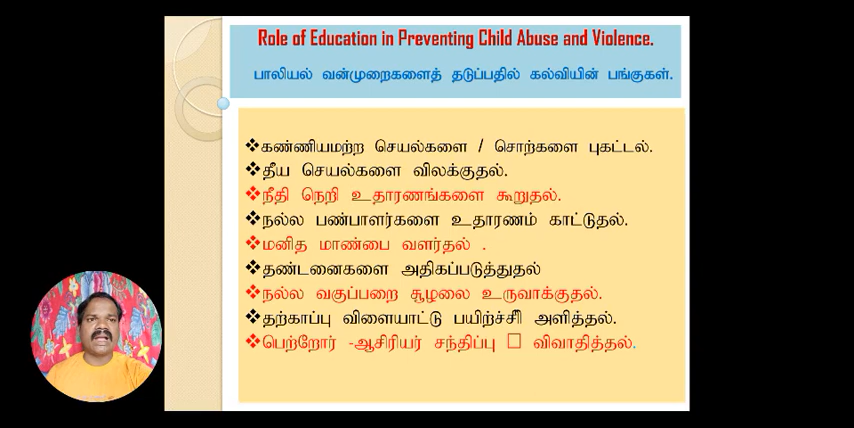 Role of Education in Preventing Child Abuse and Violence.
பாலியல் வன்முறைகளைத் தடுப்பதில் கல்வியின் பங்குகள்.
❖கண்ணியமற்ற செயல்களை / சொற்களை புகட்டல்.
❖தீய செயல்களை விலக்குதல்.
❖நீதி நெறி உதாரணங்களை கூறுதல்.
❖நல்ல பண்பாளர்களை உதாரணம் காட்டுதல்.
❖மனித மாண்பை வளர்தல் .
❖தண்டனைகளை அதிகப்படுத்துதல்
❖நல்ல வகுப்பறை சூழலை உருவாக்குதல்.
❖தற்காப்பு விளையாட்டு பயிற்ச்சி அளித்தல்.
❖பெற்றோர் -ஆசிரியர் சந்திப்பு □ விவாதித்தல்.